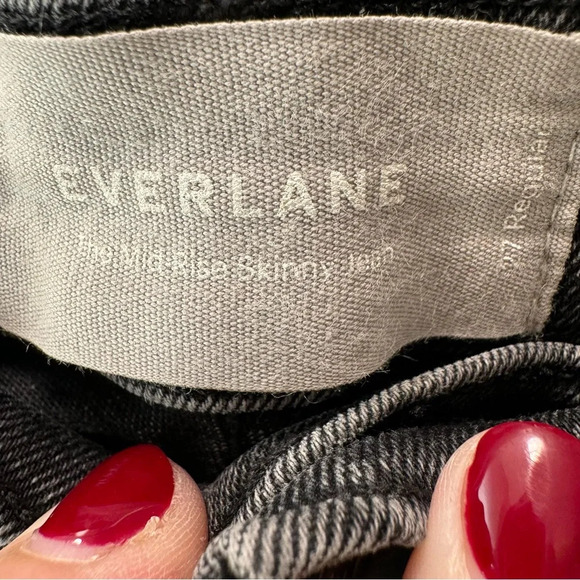 EVERLANE
The Mid Rise Skinny Jean
27 Regular